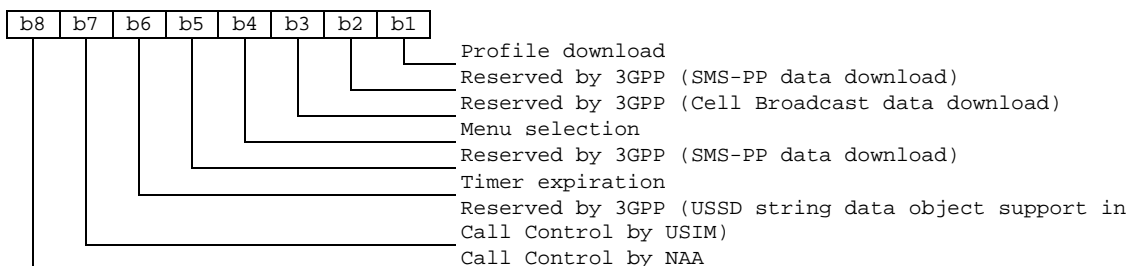 b8 b7 b6 b5 b4 b3 b2 b1
Profile download
Reserved by 3GPP (SMS-PP data download)
Reserved by 3GPP (Cell Broadcast data download)
Menu selection
Reserved by 3GPP (SMS-PP data download)
Timer expiration
Reserved by 3GPP (USSD string data object support in
Call Control by USIM)
Call Control by NAA